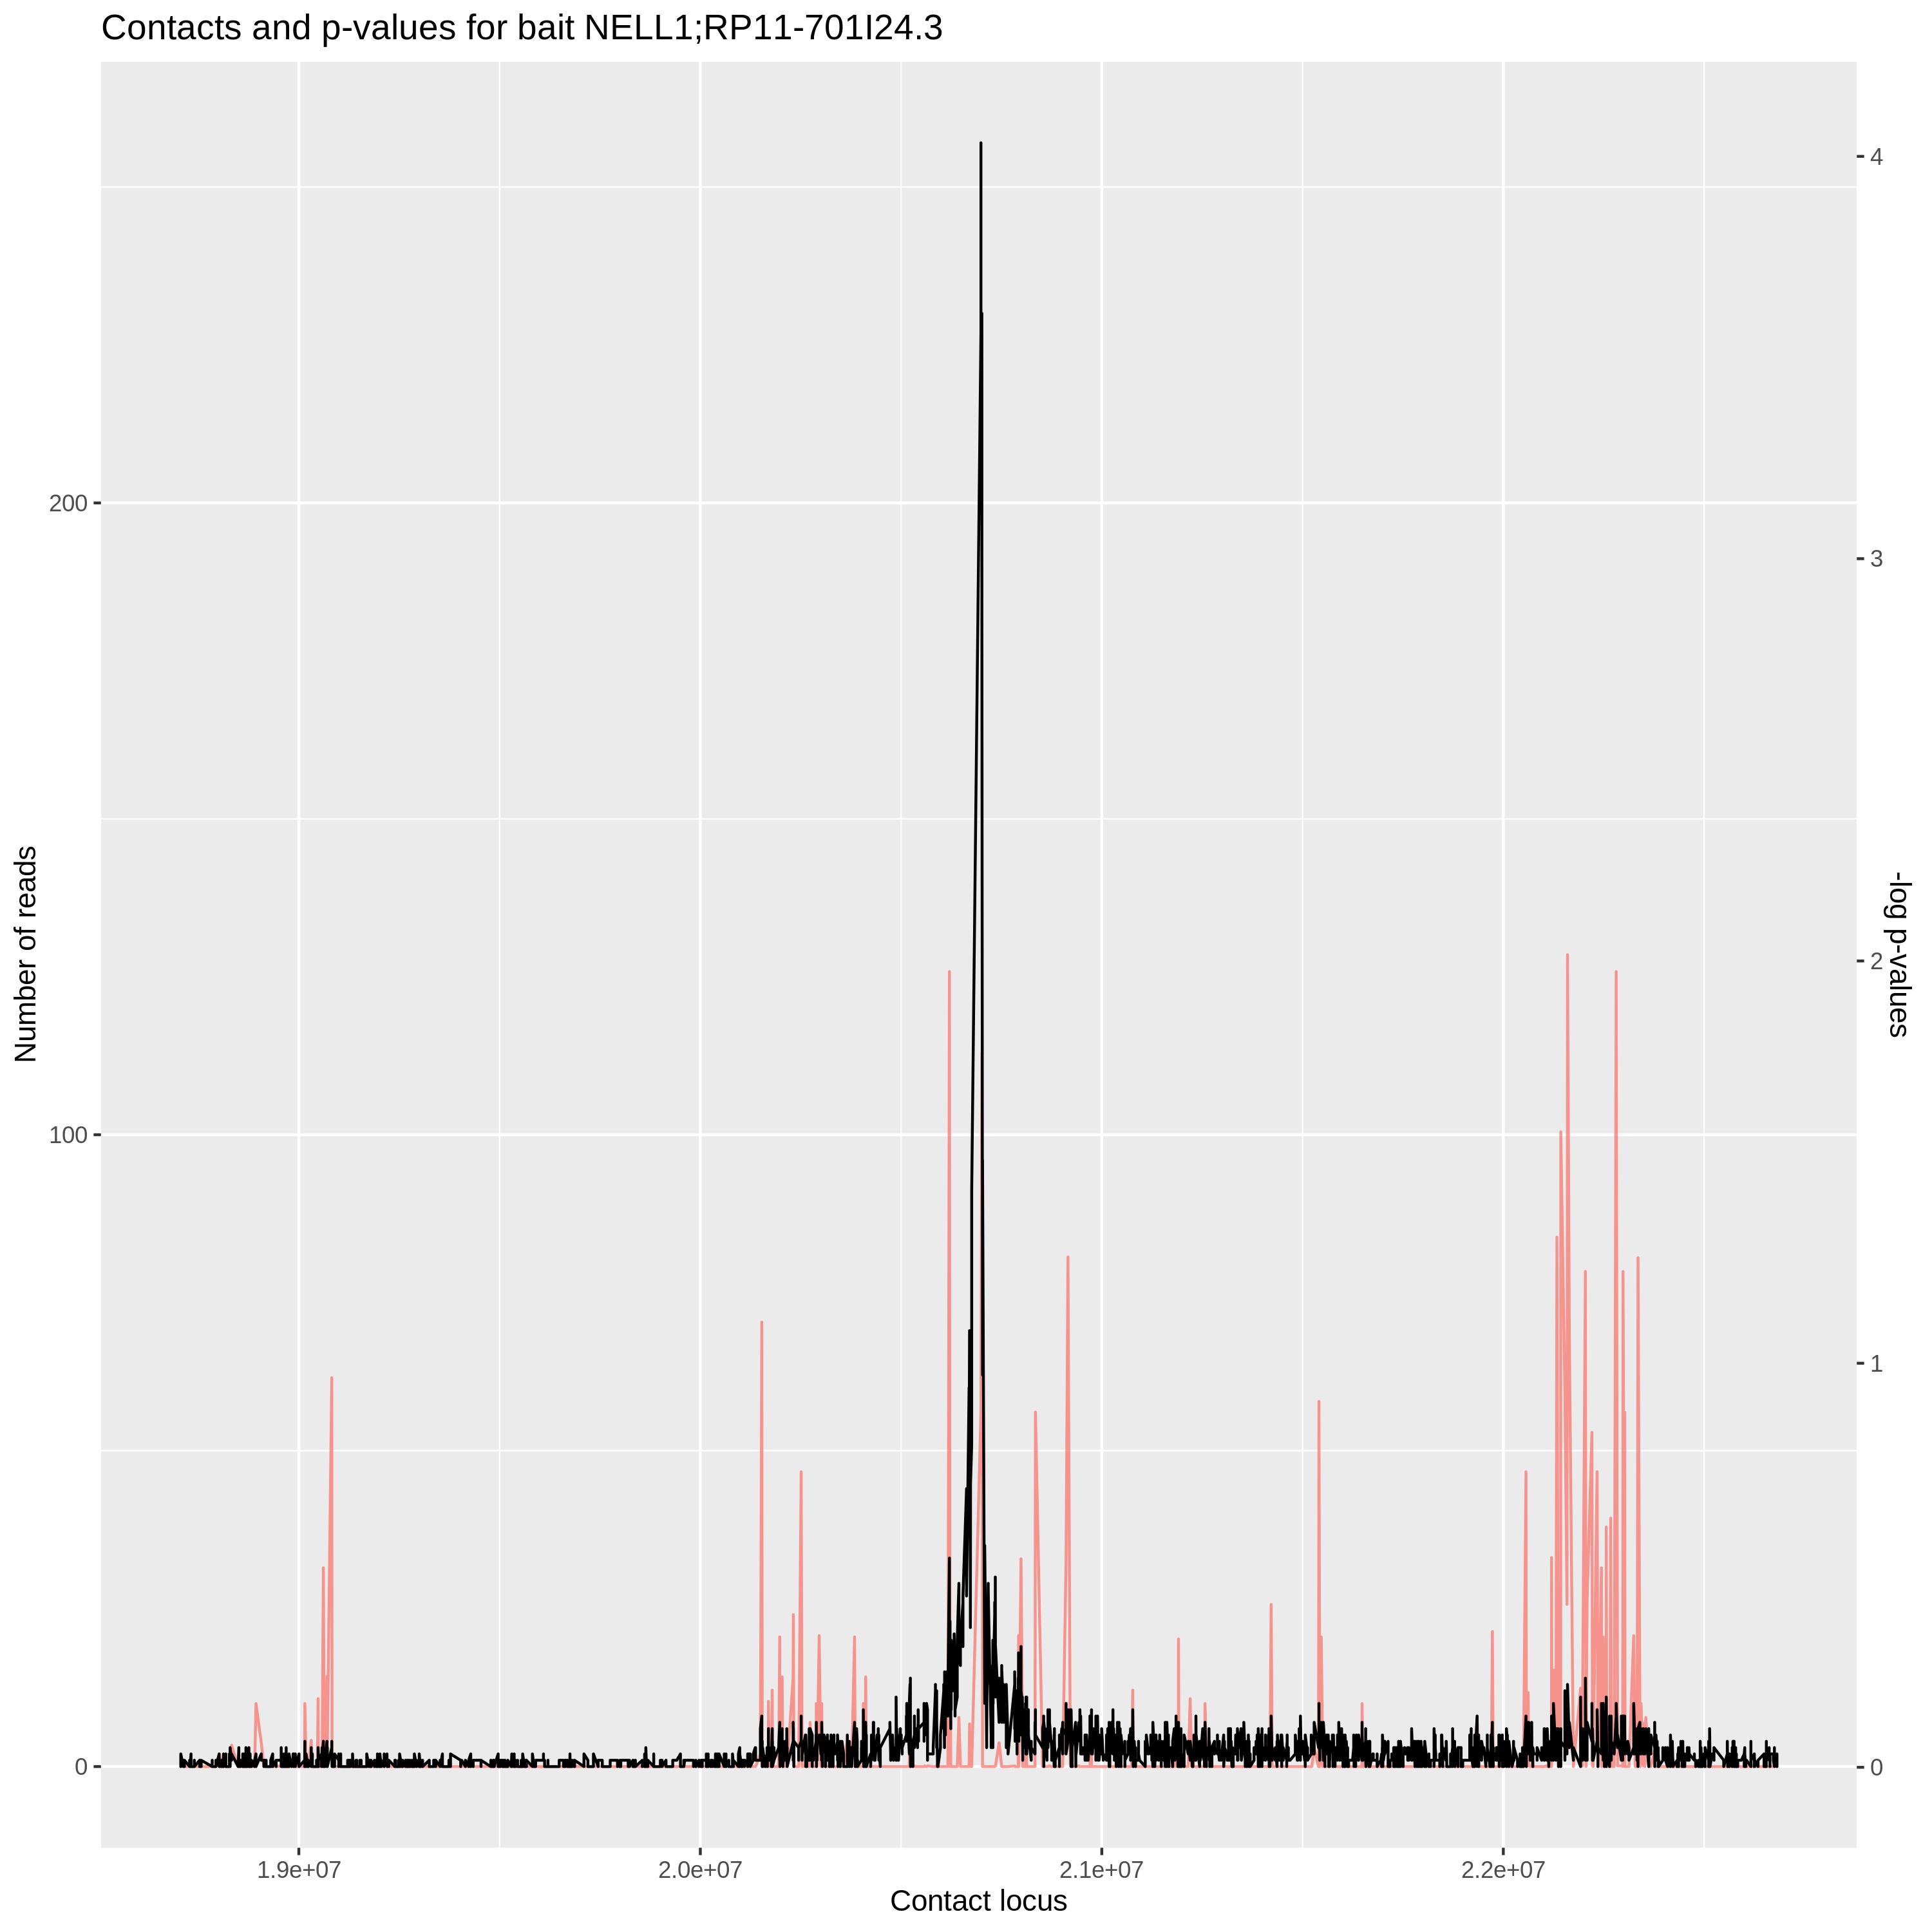 Contacts and p-values for bait NELL1;RP11-701I24.3
Number of reads
200
100
0
4
3
2
1
0
-log p-values
1.9e+07
2.0e+07
2.1e+07
2.2e+07
Contact locus